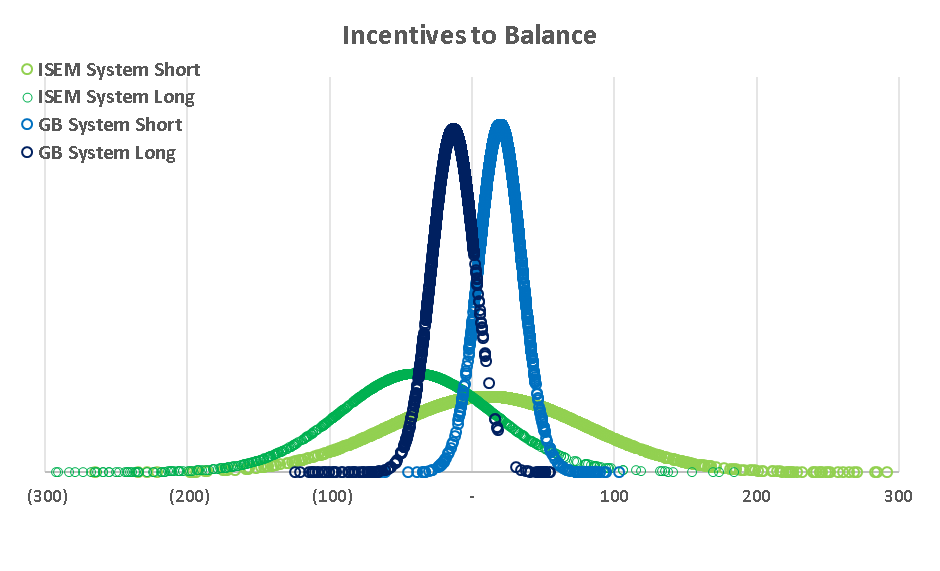 Incentives to Balance
ISEM System Short
ISEM System Long
GB System Short
GB System Long
(300) (200) (100) - 100 200 300